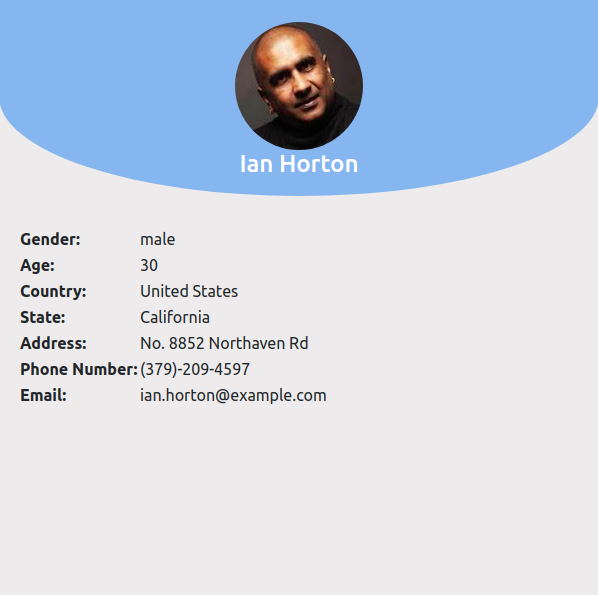 Ian Horton
Gender: male
Age: 30
Country: United States
State: California
Address: No. 8852 Northaven Rd
Phone Number: (379)-209-4597
Email: ian.horton@example.com